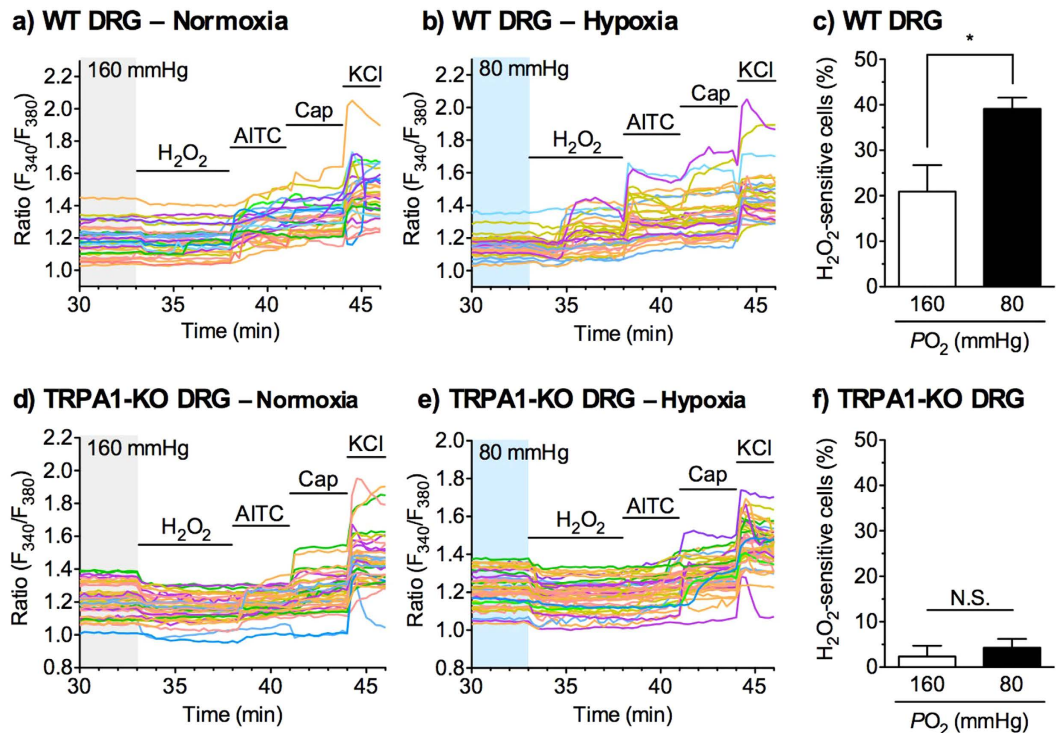 a) WT DRG – Normoxia
160 mmHg
KCl
Cap
AITC
H2O2
Ratio (F340/F380)
2.2
2.0
1.8
1.6
1.4
1.2
1.0
30 35 40 45
Time (min)
b) WT DRG – Hypoxia
80 mmHg
KCl
Cap
AITC
H2O2
Ratio (F340/F380)
2.2
2.0
1.8
1.6
1.4
1.2
1.0
30 35 40 45
Time (min)
c) WT DRG
*
H2O2-sensitive cells (%)
50
40
30
20
10
0
160 80
PO2 (mmHg)
d) TRPA1-KO DRG – Normoxia
160 mmHg
KCl
Cap
AITC
H2O2
Ratio (F340/F380)
2.2
2.0
1.8
1.6
1.4
1.2
1.0
0.8
30 35 40 45
Time (min)
e) TRPA1-KO DRG – Hypoxia
80 mmHg
KCl
Cap
AITC
H2O2
Ratio (F340/F380)
2.0
1.8
1.6
1.4
1.2
1.0
0.8
30 35 40 45
Time (min)
f) TRPA1-KO DRG
N.S.
H2O2-sensitive cells (%)
50
40
30
20
10
0
160 80
PO2 (mmHg)